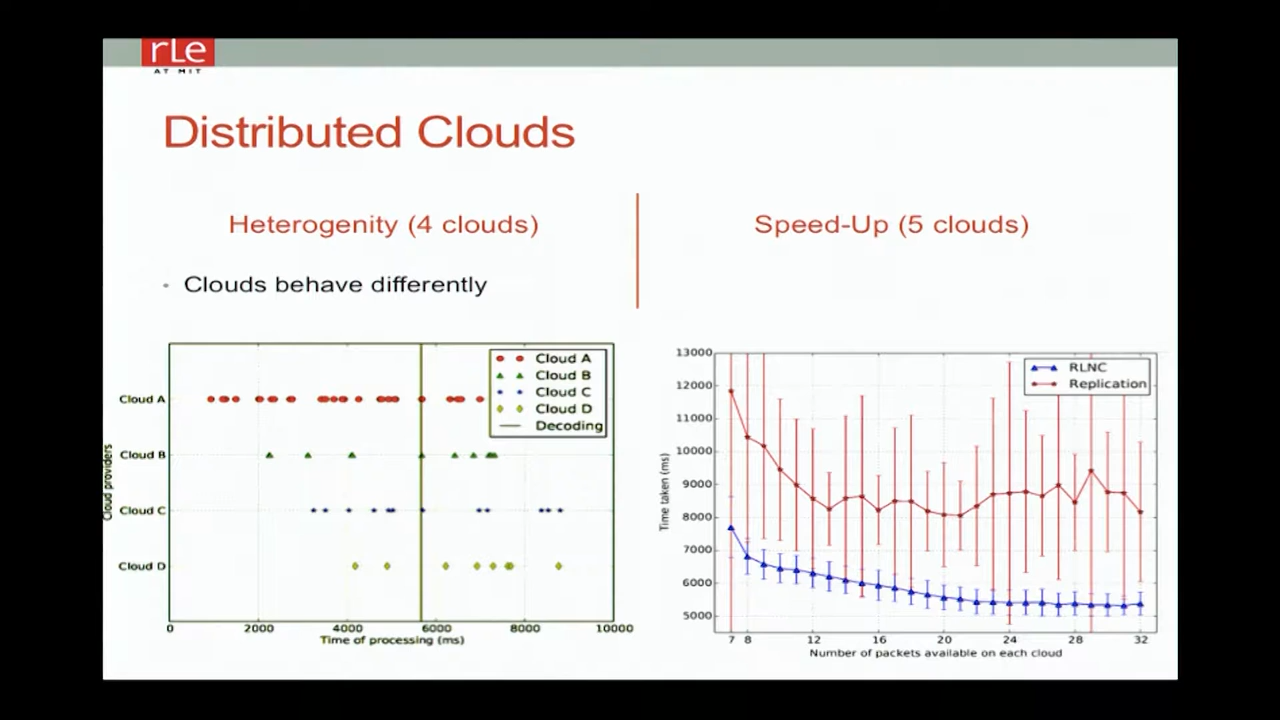 rLe
AT MIT
Distributed Clouds
Heterogenity (4 clouds)
Speed-Up (5 clouds)
• Clouds behave differently
Cloud A
Cloud B
Cloud C
Cloud D
Decoding
Cloud providers
Cloud A
Cloud B
Cloud C
Cloud D
0 2000 4000 6000 8000 10000
Time of processing (ms)
RLNC
Replication
Time taken (ms)
13000
12000
11000
10000
9000
8000
7000
6000
5000
7 8 12 16 20 24 28 32
Number of packets available on each cloud